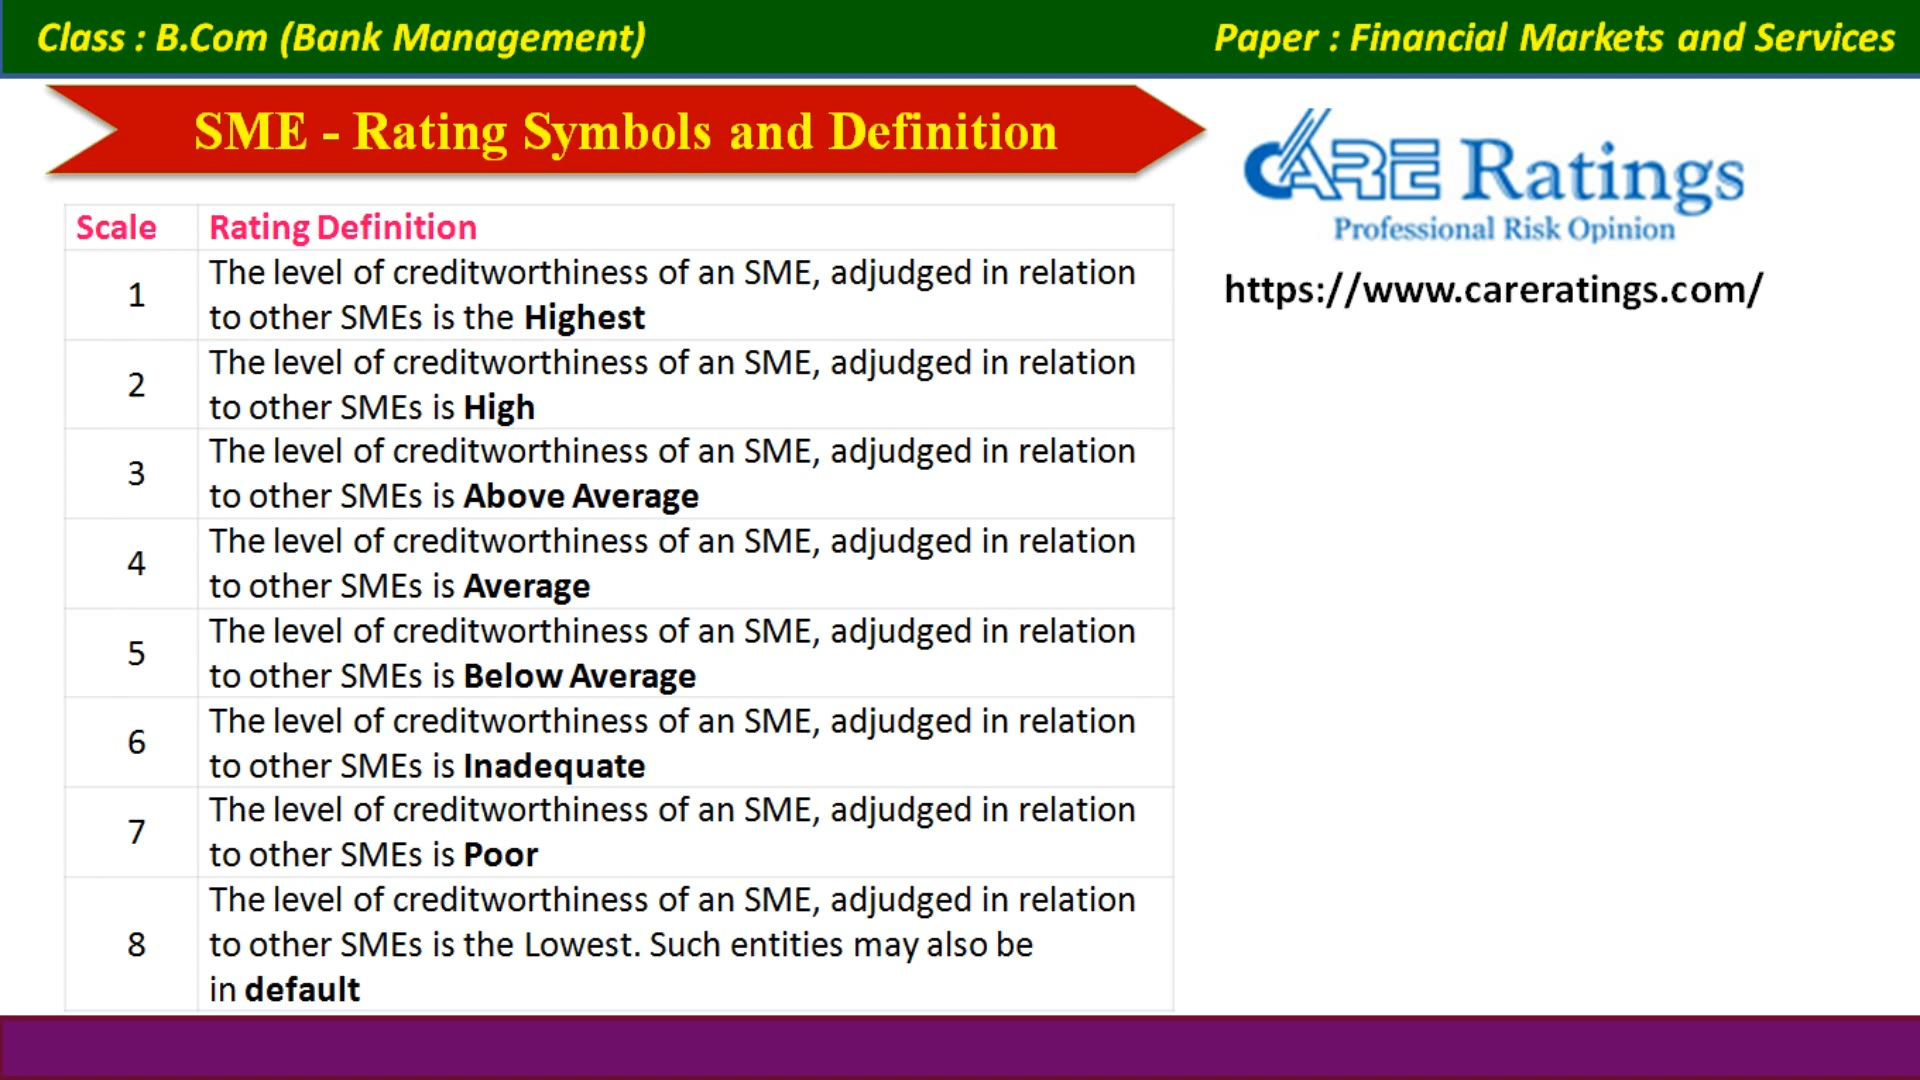 Class : B.Com (Bank Management)
Paper : Financial Markets and Services
SME - Rating Symbols and Definition
CARE Ratings
Professional Risk Opinion
https://www.careratings.com/
Scale Rating Definition
1 The level of creditworthiness of an SME, adjudged in relation
to other SMEs is the Highest
2 The level of creditworthiness of an SME, adjudged in relation
to other SMEs is High
3 The level of creditworthiness of an SME, adjudged in relation
to other SMEs is Above Average
4 The level of creditworthiness of an SME, adjudged in relation
to other SMEs is Average
5 The level of creditworthiness of an SME, adjudged in relation
to other SMEs is Below Average
6 The level of creditworthiness of an SME, adjudged in relation
to other SMEs is Inadequate
7 The level of creditworthiness of an SME, adjudged in relation
to other SMEs is Poor
8 The level of creditworthiness of an SME, adjudged in relation
to other SMEs is the Lowest. Such entities may also be
in default